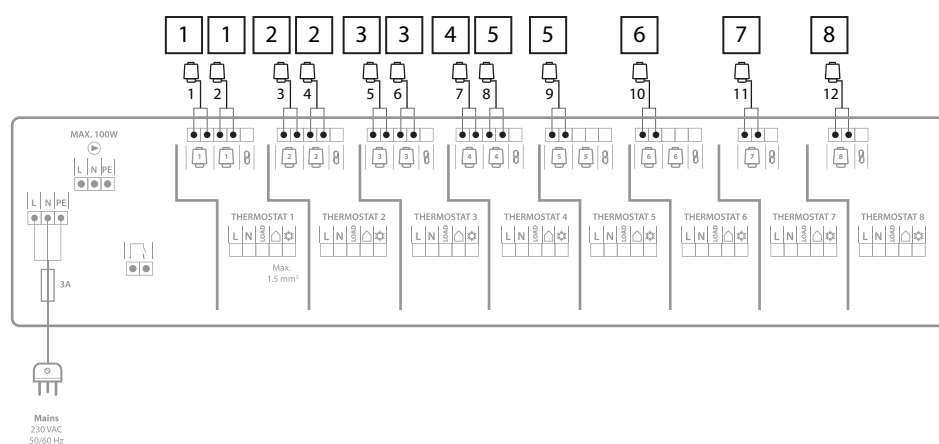 1 1 2 2 3 3 4 5 5 6 7 8
1 2 3 4 5 6 7 8 9 10 11 12
MAX. 100W
1 1 2 2 3 3 4 4 5 5 6 6 7 8
L N PE
L N PE
THERMOSTAT 1 THERMOSTAT 2 THERMOSTAT 3 THERMOSTAT 4 THERMOSTAT 5 THERMOSTAT 6 THERMOSTAT 7 THERMOSTAT 8
L N LOAD L N LOAD L N LOAD L N LOAD L N LOAD L N LOAD L N LOAD L N LOAD
Max.
1.5 mm²
3A
Mains
230 VAC
50/60 Hz